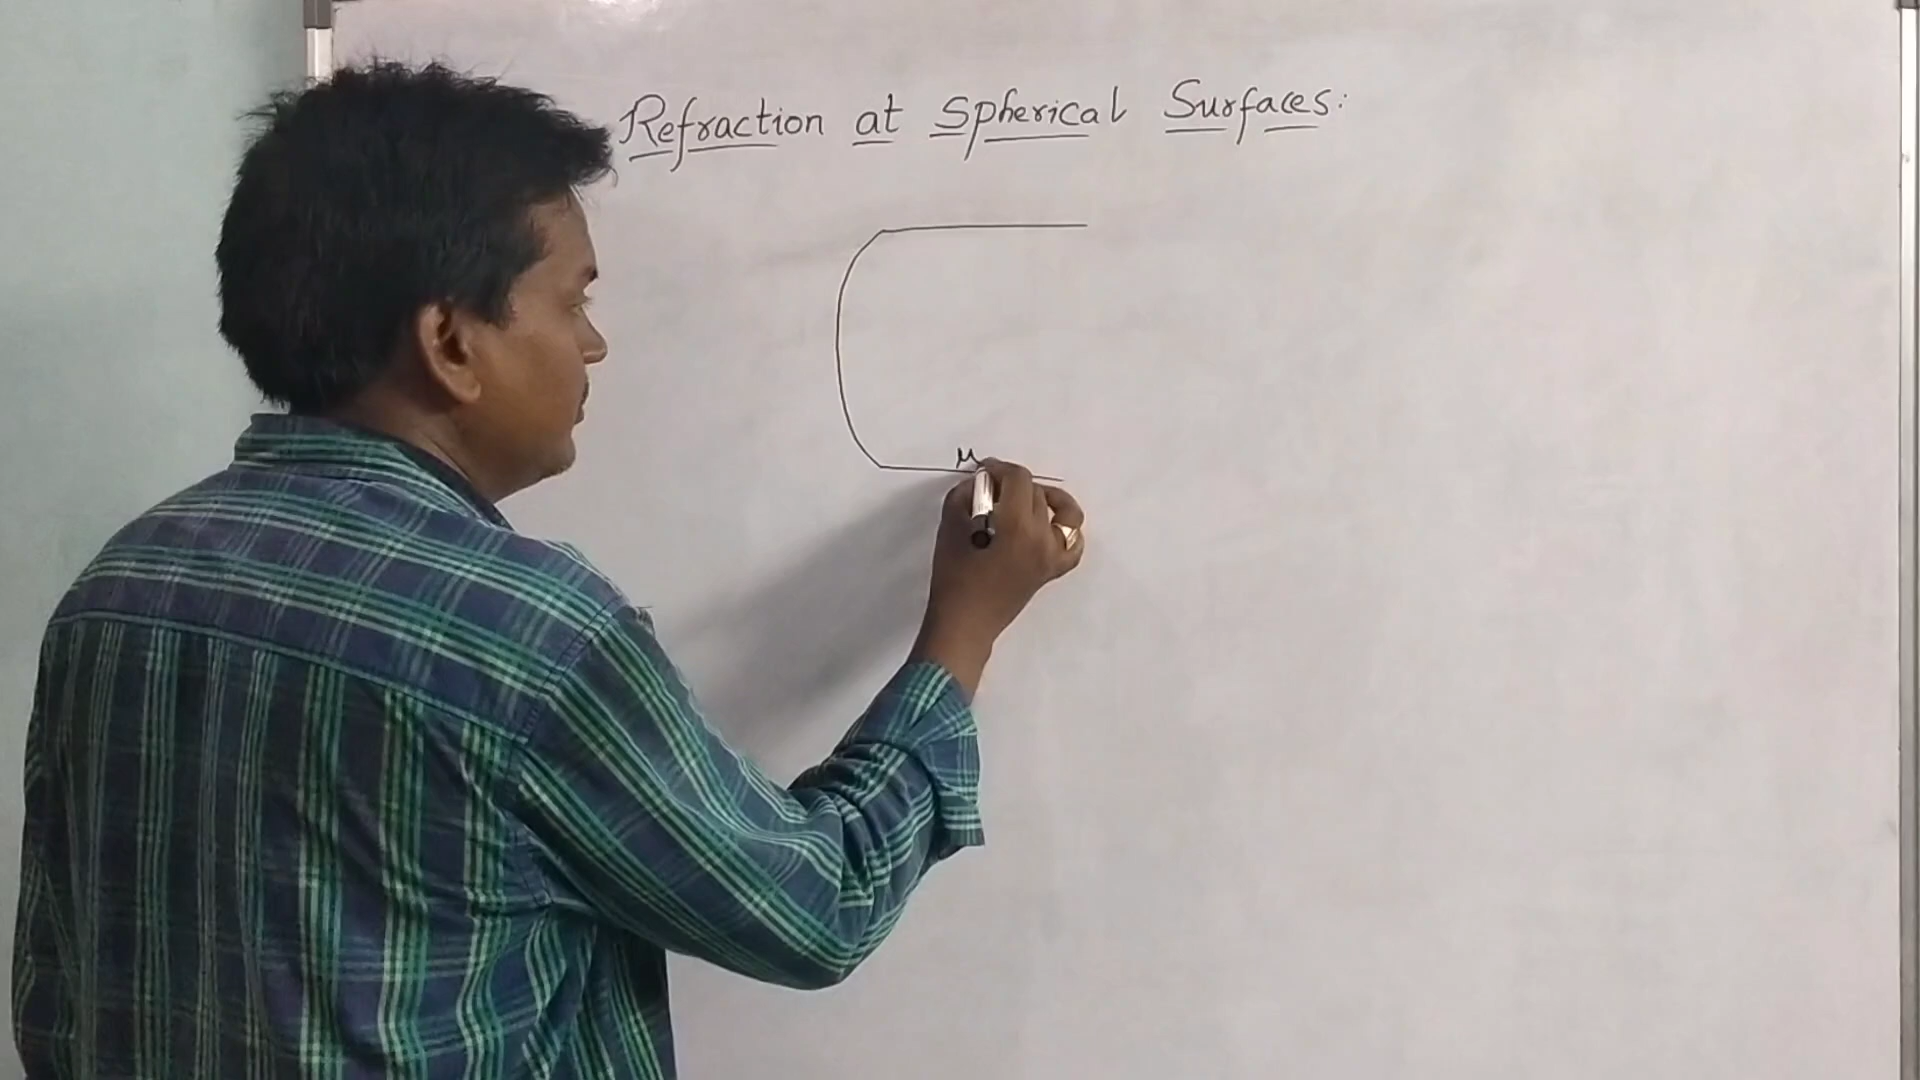 Refraction at Spherical Surfaces:
μ